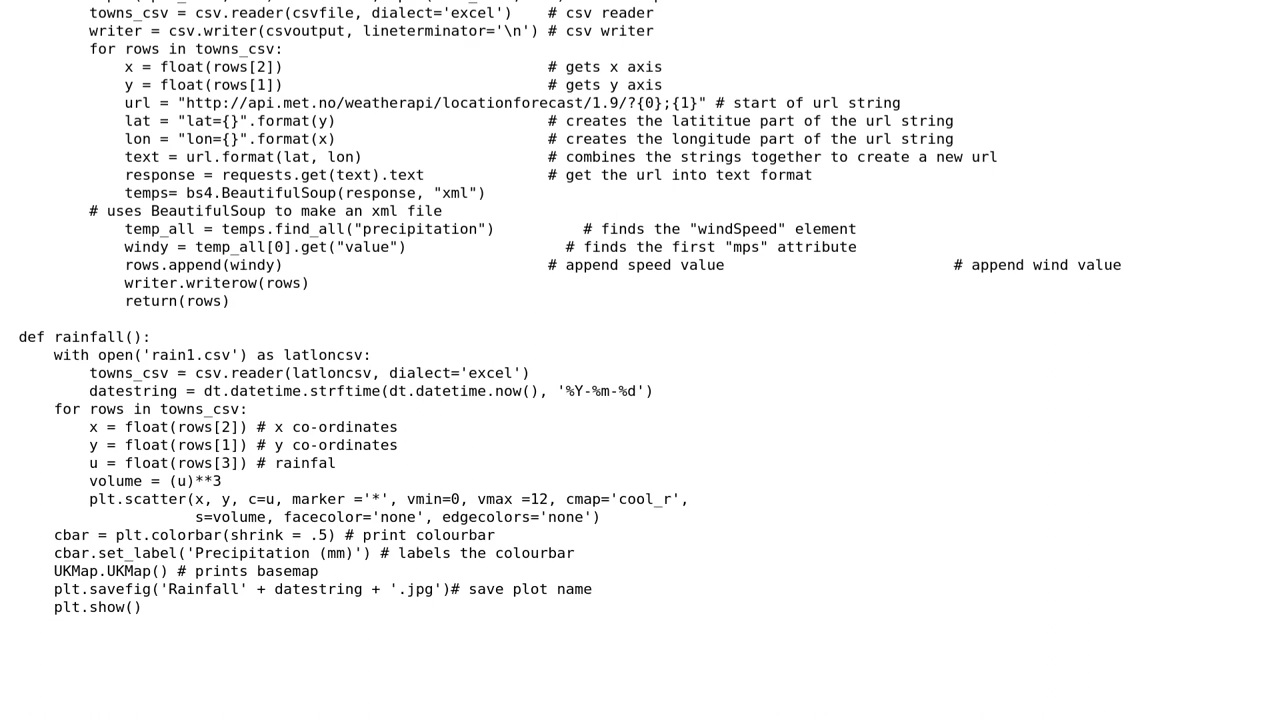 towns_csv = csv.reader(csvfile, dialect='excel')    # csv reader
writer = csv.writer(csvoutput, lineterminator='\n') # csv writer
for rows in towns_csv:
x = float(rows[2])                              # gets x axis
y = float(rows[1])                              # gets y axis
url = "http://api.met.no/weatherapi/locationforecast/1.9/?{0};{1}" # start of url string
lat = "lat={}".format(y)                        # creates the latititue part of the url string
lon = "lon={}".format(x)                        # creates the longitude part of the url string
text = url.format(lat, lon)                     # combines the strings together to create a new url
response = requests.get(text).text              # get the url into text format
temps= bs4.BeautifulSoup(response, "xml")
# uses BeautifulSoup to make an xml file
temp_all = temps.find_all("precipitation")          # finds the "windSpeed" element
windy = temp_all[0].get("value")                  # finds the first "mps" attribute
rows.append(windy)                              # append speed value                          # append wind value
writer.writerow(rows)
return(rows)
def rainfall():
with open('rain1.csv') as latloncsv:
towns_csv = csv.reader(latloncsv, dialect='excel')
datestring = dt.datetime.strftime(dt.datetime.now(), '%Y-%m-%d')
for rows in towns_csv:
x = float(rows[2]) # x co-ordinates
y = float(rows[1]) # y co-ordinates
u = float(rows[3]) # rainfal
volume = (u)**3
plt.scatter(x, y, c=u, marker ='*', vmin=0, vmax =12, cmap='cool_r',
s=volume, facecolor='none', edgecolors='none')
cbar = plt.colorbar(shrink = .5) # print colourbar
cbar.set_label('Precipitation (mm)') # labels the colourbar
UKMap.UKMap() # prints basemap
plt.savefig('Rainfall' + datestring + '.jpg')# save plot name
plt.show()